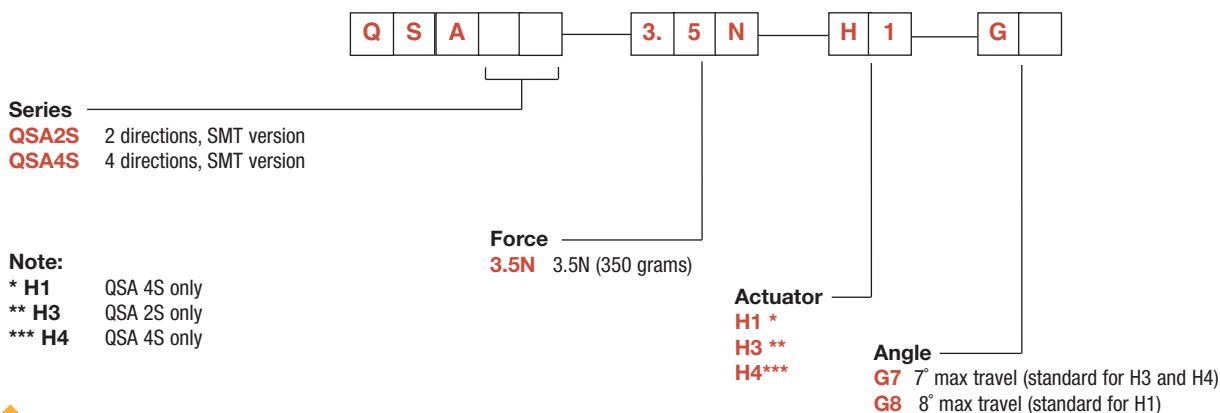 Q S A 3. 5 N H 1 G
Series
QSA2S 2 directions, SMT version
QSA4S 4 directions, SMT version
Force
3.5N 3.5N (350 grams)
Note:
* H1 QSA 4S only
** H3 QSA 2S only
*** H4 QSA 4S only
Actuator
H1 *
H3 **
H4***
Angle
G7 7° max travel (standard for H3 and H4)
G8 8° max travel (standard for H1)